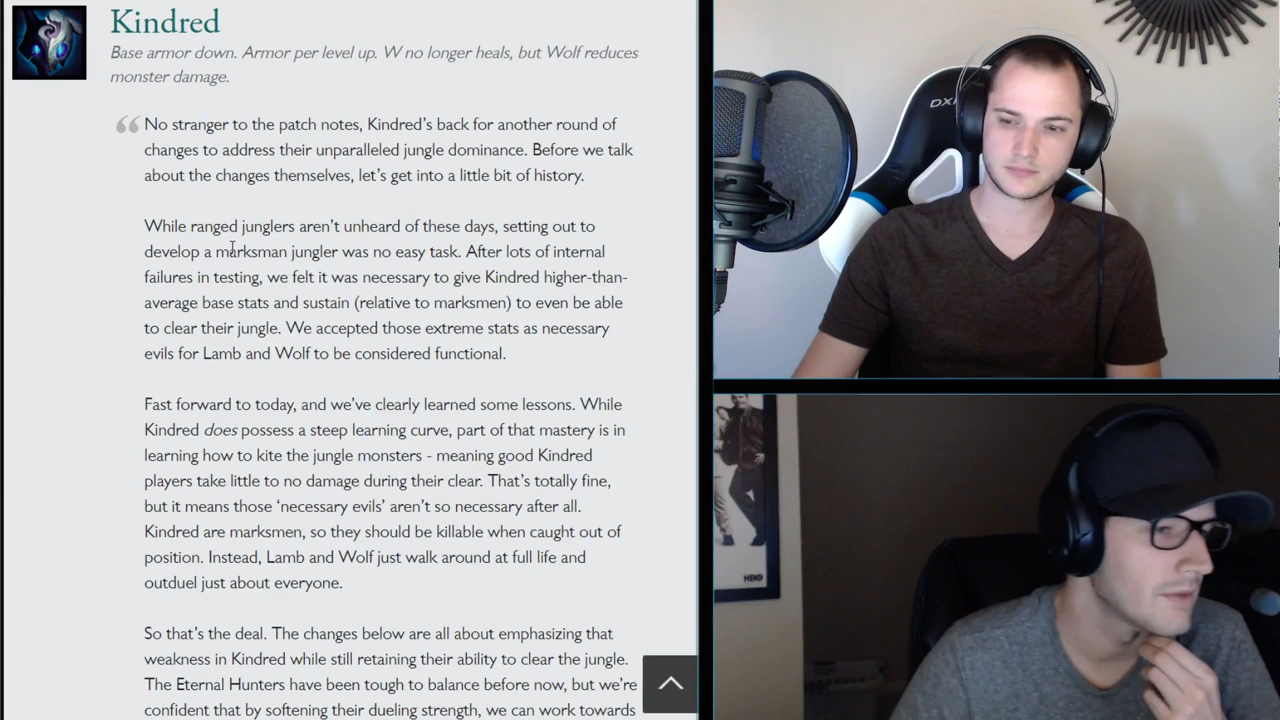 Kindred
Base armor down. Armor per level up. W no longer heals, but Wolf reduces
monster damage.
“ No stranger to the patch notes, Kindred’s back for another round of
changes to address their unparalleled jungle dominance. Before we talk
about the changes themselves, let’s get into a little bit of history.
While ranged junglers aren’t unheard of these days, setting out to
develop a marksman jungler was no easy task. After lots of internal
failures in testing, we felt it was necessary to give Kindred higher-than-
average base stats and sustain (relative to marksmen) to even be able
to clear their jungle. We accepted those extreme stats as necessary
evils for Lamb and Wolf to be considered functional.
Fast forward to today, and we’ve clearly learned some lessons. While
Kindred does possess a steep learning curve, part of that mastery is in
learning how to kite the jungle monsters - meaning good Kindred
players take little to no damage during their clear. That’s totally fine,
but it means those ‘necessary evils’ aren’t so necessary after all.
Kindred are marksmen, so they should be killable when caught out of
position. Instead, Lamb and Wolf just walk around at full life and
outduel just about everyone.
So that’s the deal. The changes below are all about emphasizing that
weakness in Kindred while still retaining their ability to clear the jungle.
The Eternal Hunters have been tough to balance before now, but we’re
confident that by softening their dueling strength, we can work towards
HBO